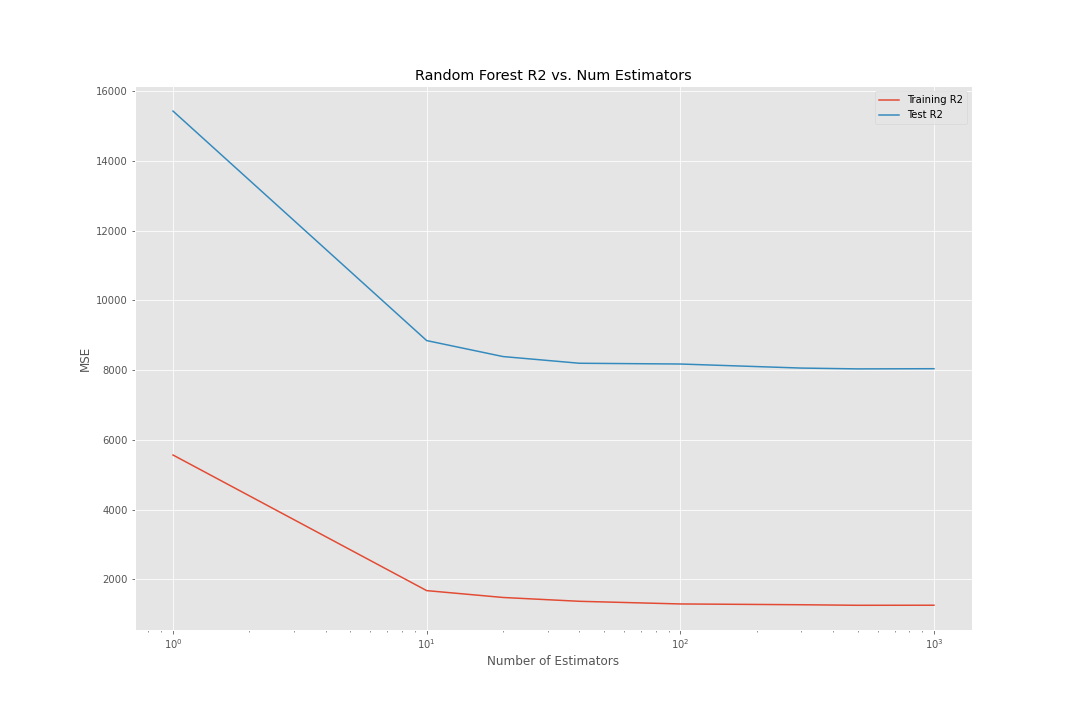 Random Forest R2 vs. Num Estimators
Training R2
Test R2
16000
14000
12000
10000
8000
6000
4000
2000
MSE
10⁰
10¹
10²
10³
Number of Estimators